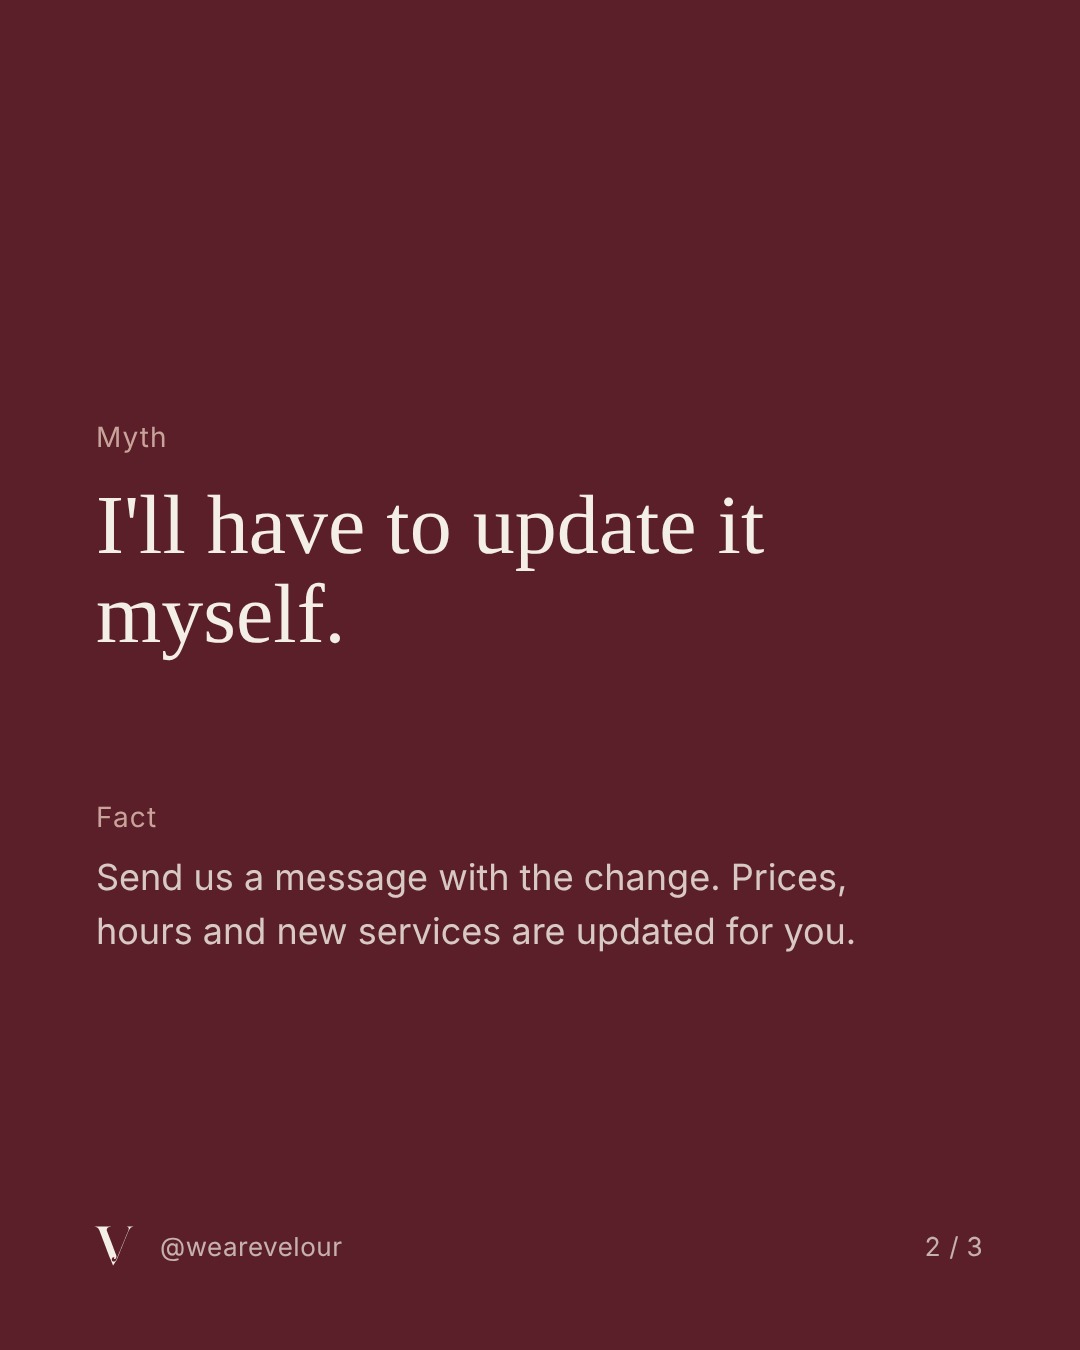 Myth
I'll have to update it
myself.
Fact
Send us a message with the change. Prices,
hours and new services are updated for you.
V @wearevelour 2 / 3